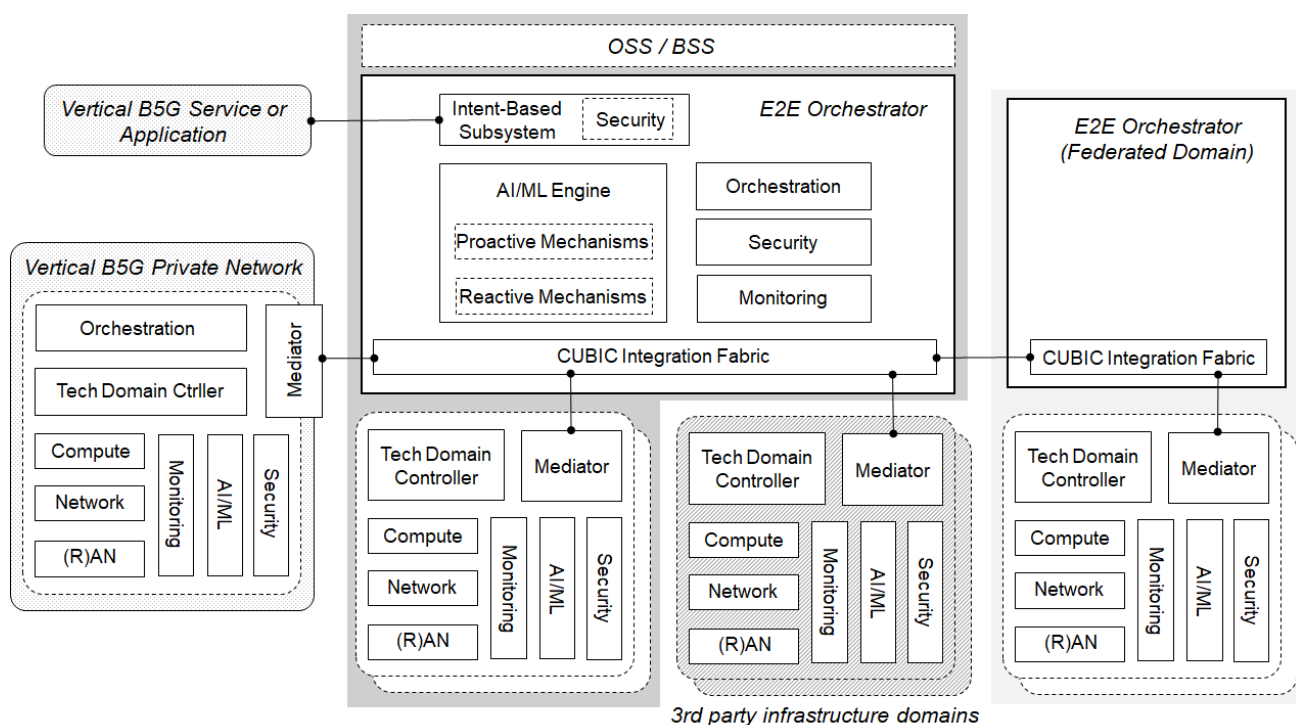 OSS / BSS
Vertical B5G Service or
Application
Intent-Based
Subsystem
Security
E2E Orchestrator
AI/ML Engine
Proactive Mechanisms
Reactive Mechanisms
Orchestration
Security
Monitoring
CUBIC Integration Fabric
E2E Orchestrator
(Federated Domain)
CUBIC Integration Fabric
Vertical B5G Private Network
Orchestration
Tech Domain Ctrller
Mediator
Compute
Network
(R)AN
Monitoring
AI/ML
Security
Tech Domain
Controller
Mediator
Compute
Network
(R)AN
Monitoring
AI/ML
Security
Tech Domain
Controller
Mediator
Compute
Network
(R)AN
Monitoring
AI/ML
Security
3rd party infrastructure domains
Tech Domain
Controller
Mediator
Compute
Network
(R)AN
Monitoring
AI/ML
Security